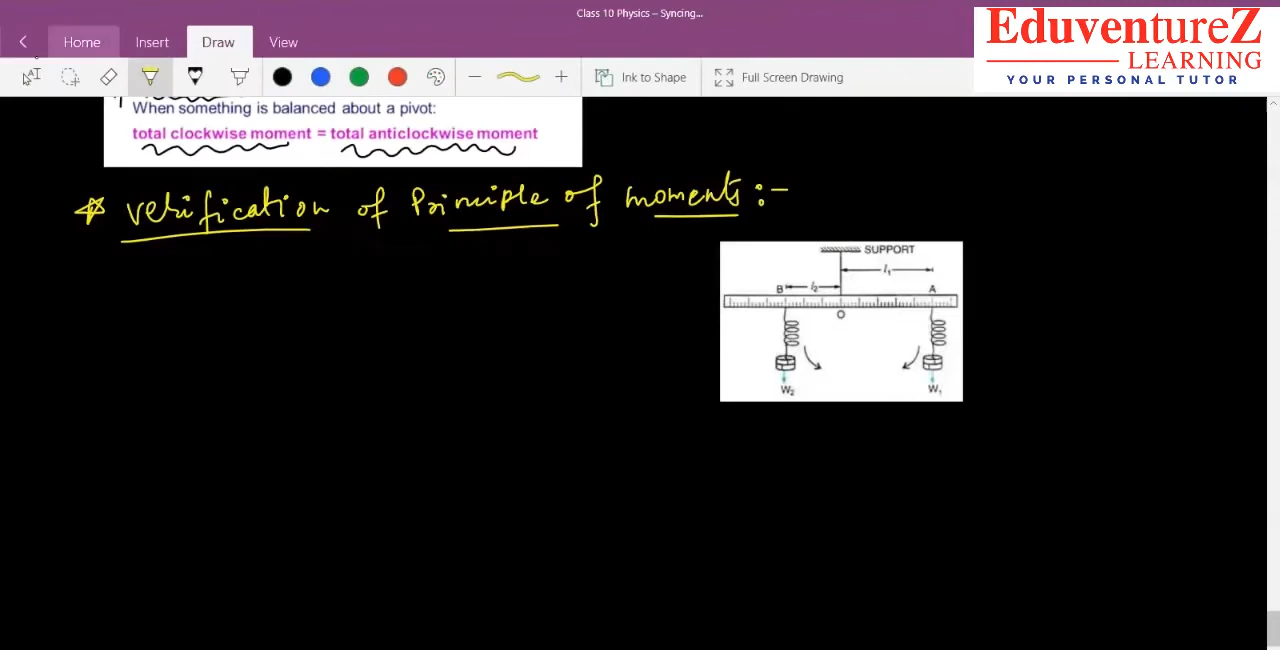 Class 10 Physics – Syncing...
EduventureZ
LEARNING
YOUR PERSONAL TUTOR
Home Insert Draw View
Ink to Shape Full Screen Drawing
When something is balanced about a pivot:
total clockwise moment = total anticlockwise moment
* verification of Principle of moments :-
SUPPORT
l₁
B l₂ A
O
W₂ W₁